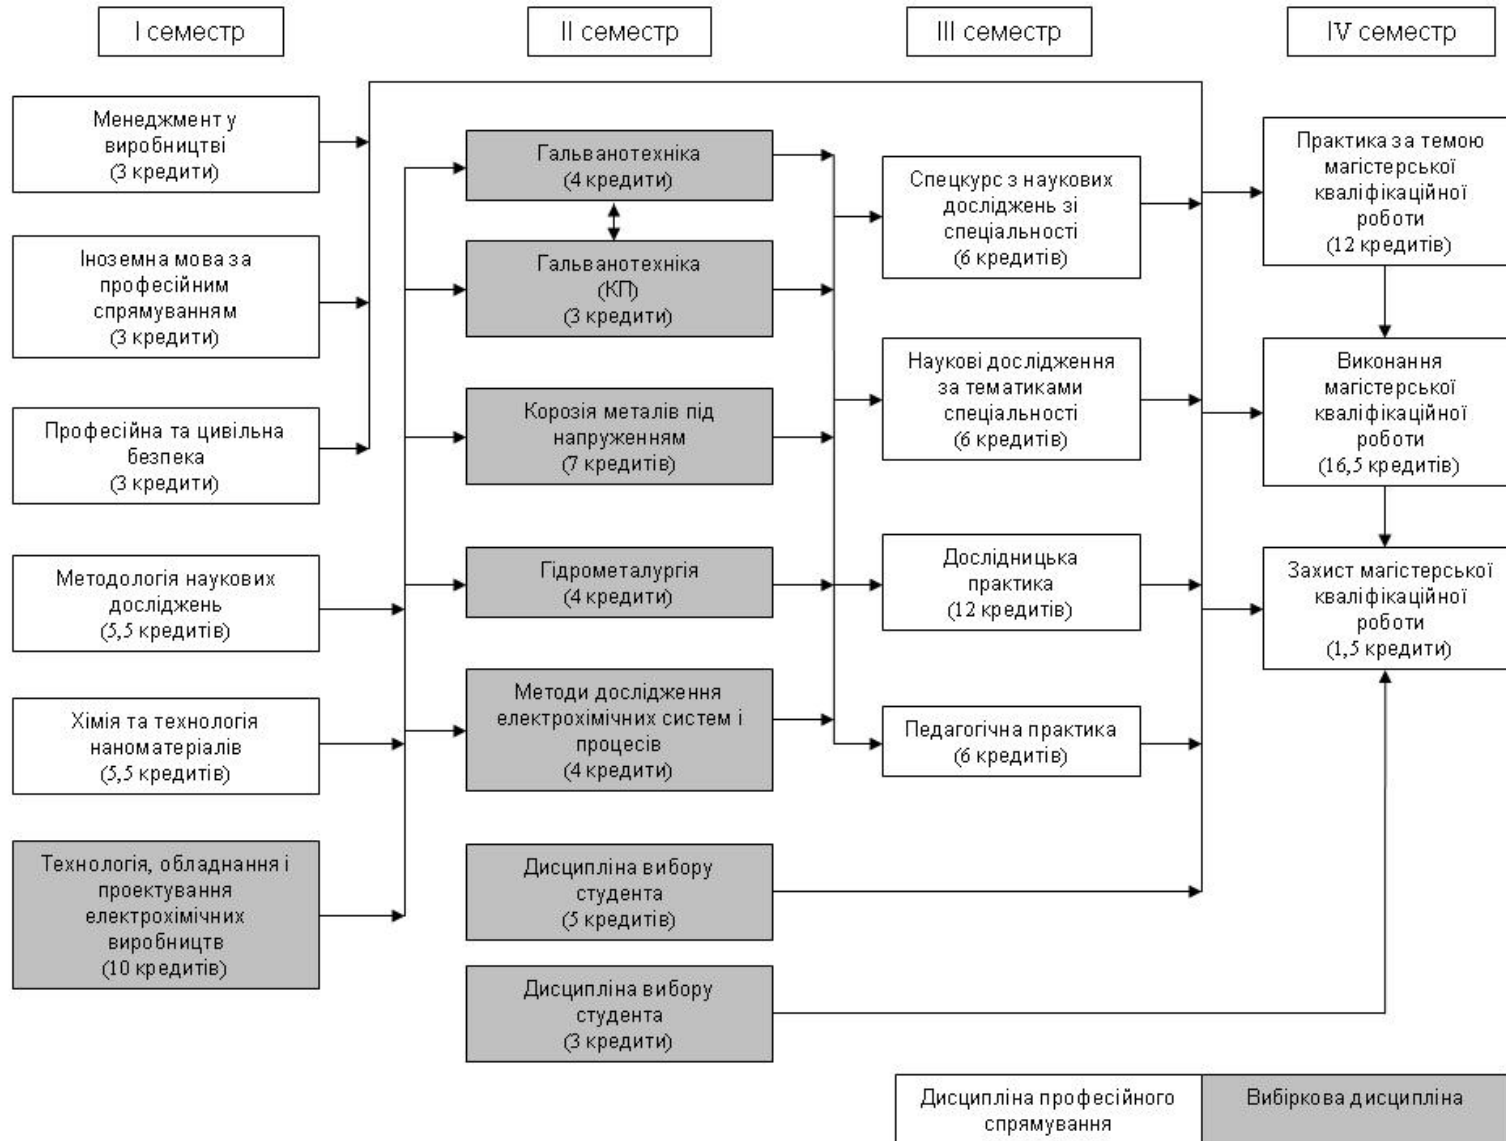 І семестр
ІІ семестр
ІІІ семестр
IV семестр
Менеджмент у
виробництві
(3 кредити)
Іноземна мова за
професійним
спрямуванням
(3 кредити)
Професійна та цивільна
безпека
(3 кредити)
Методологія наукових
досліджень
(5,5 кредитів)
Хімія та технологія
наноматеріалів
(5,5 кредитів)
Технологія, обладнання і
проектування
електрохімічних
виробництв
(10 кредитів)
Гальванотехніка
(4 кредити)
Гальванотехніка
(КП)
(3 кредити)
Корозія металів під
напруженням
(7 кредитів)
Гідрометалургія
(4 кредити)
Методи дослідження
електрохімічних систем і
процесів
(4 кредити)
Дисципліна вибору
студента
(5 кредитів)
Дисципліна вибору
студента
(3 кредити)
Спецкурс з наукових
досліджень зі
спеціальності
(6 кредитів)
Наукові дослідження
за тематиками
спеціальності
(6 кредитів)
Дослідницька
практика
(12 кредитів)
Педагогічна практика
(6 кредитів)
Практика за темою
магістерської
кваліфікаційної
роботи
(12 кредитів)
Виконання
магістерської
кваліфікаційної
роботи
(16,5 кредитів)
Захист магістерської
кваліфікаційної
роботи
(1,5 кредити)
Дисципліна професійного
спрямування
Вибіркова дисципліна